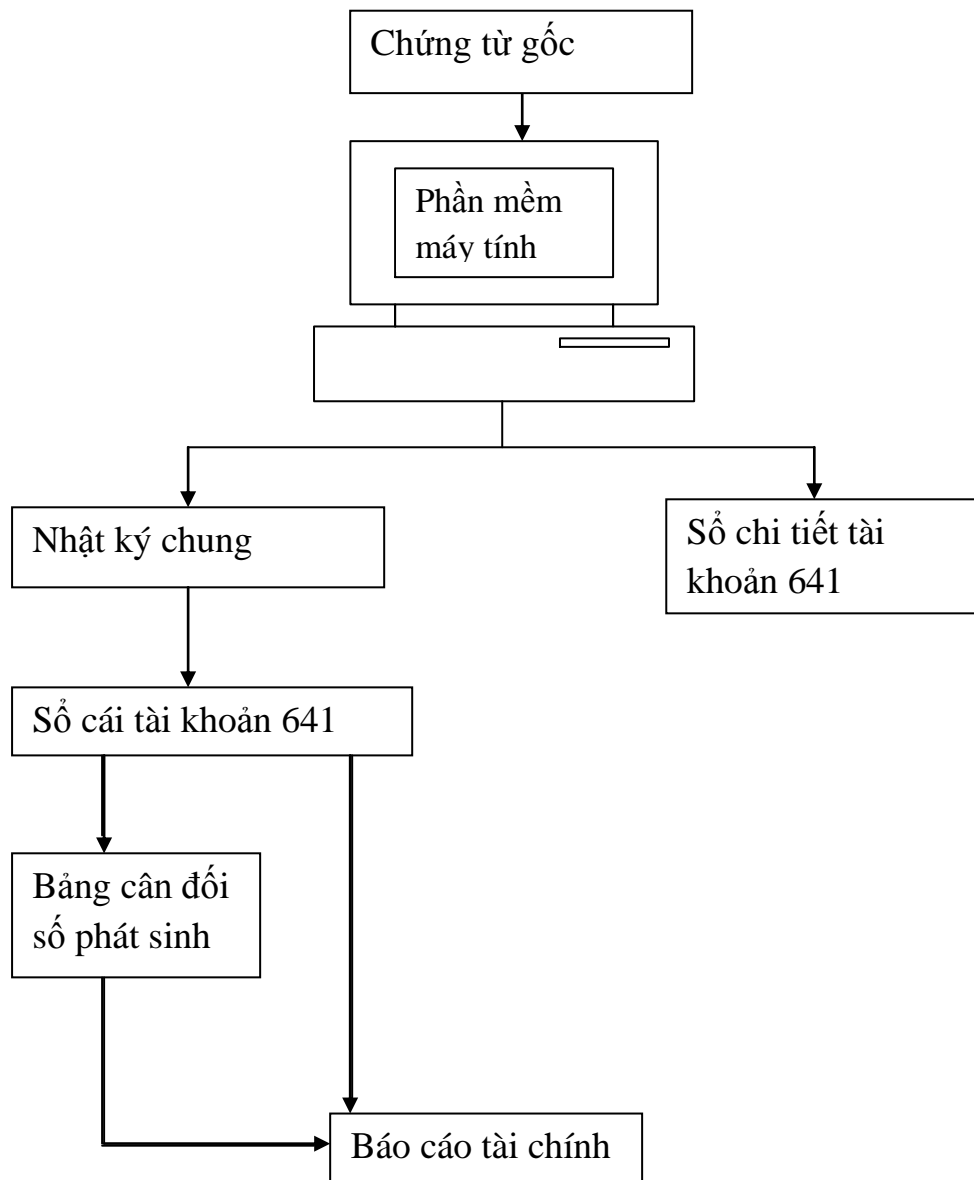 Chứng từ gốc
Phần mềm
máy tính
Nhật ký chung
Sổ chi tiết tài
khoản 641
Sổ cái tài khoản 641
Bảng cân đối
số phát sinh
Báo cáo tài chính